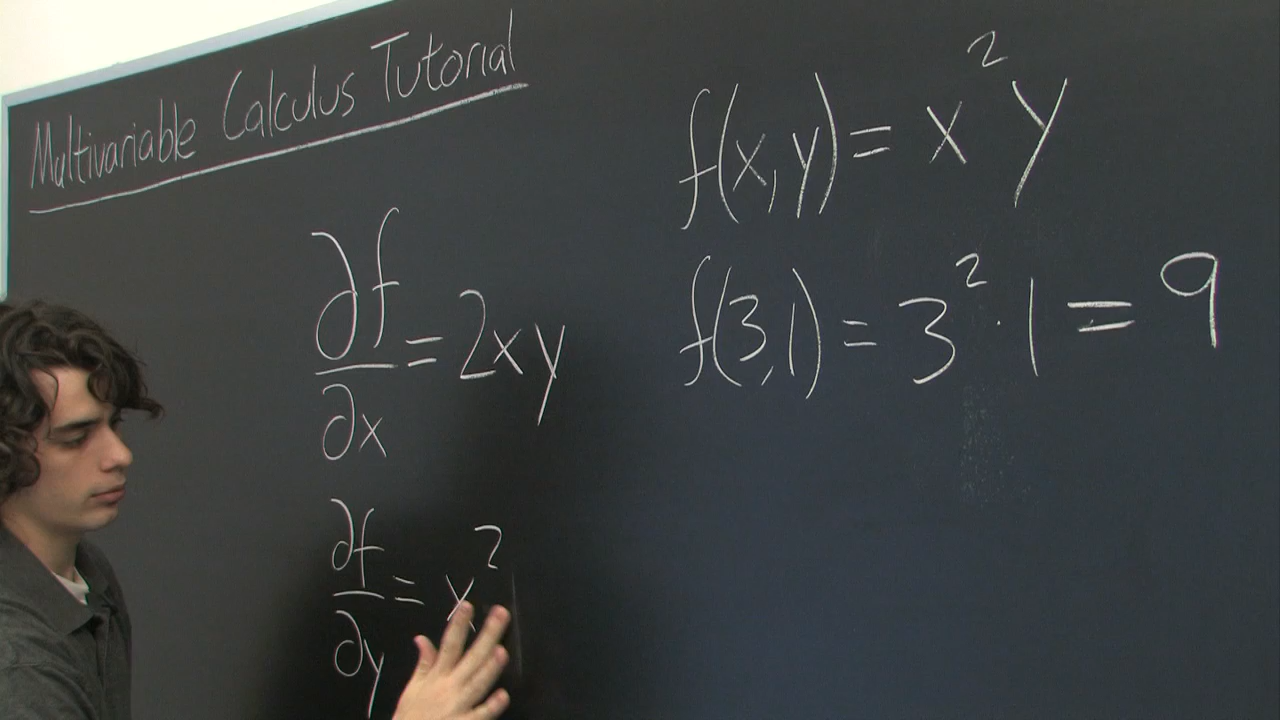 Multivariable Calculus Tutorial
∂f/∂x = 2xy
∂f/∂y = x²
f(x,y) = x²y
f(3,1) = 3²·1 = 9